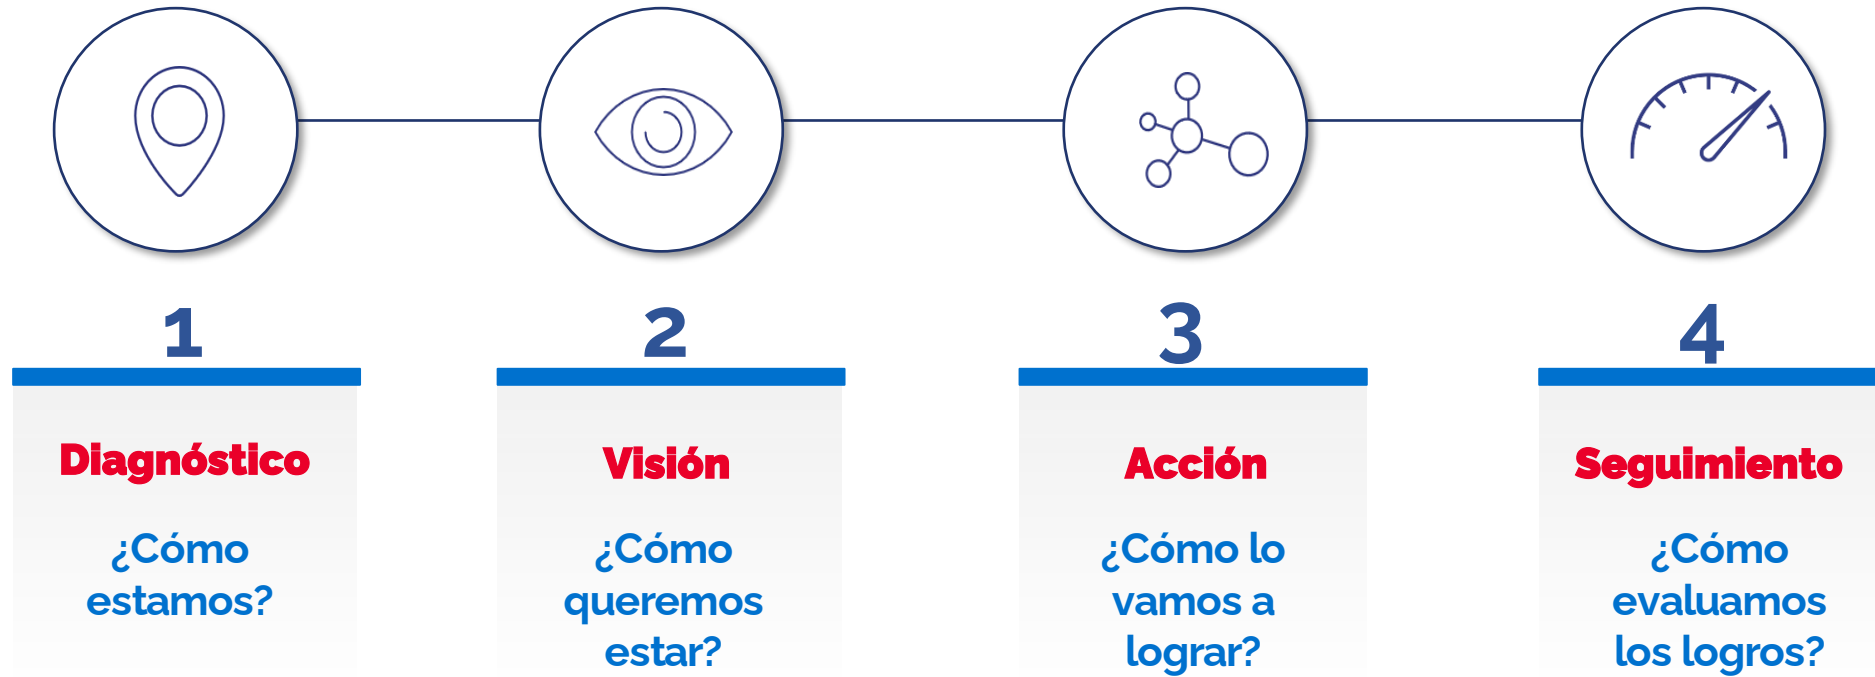 1
Diagnóstico
¿Cómo
estamos?
2
Visión
¿Cómo
queremos
estar?
3
Acción
¿Cómo lo
vamos a
lograr?
4
Seguimiento
¿Cómo
evaluamos
los logros?